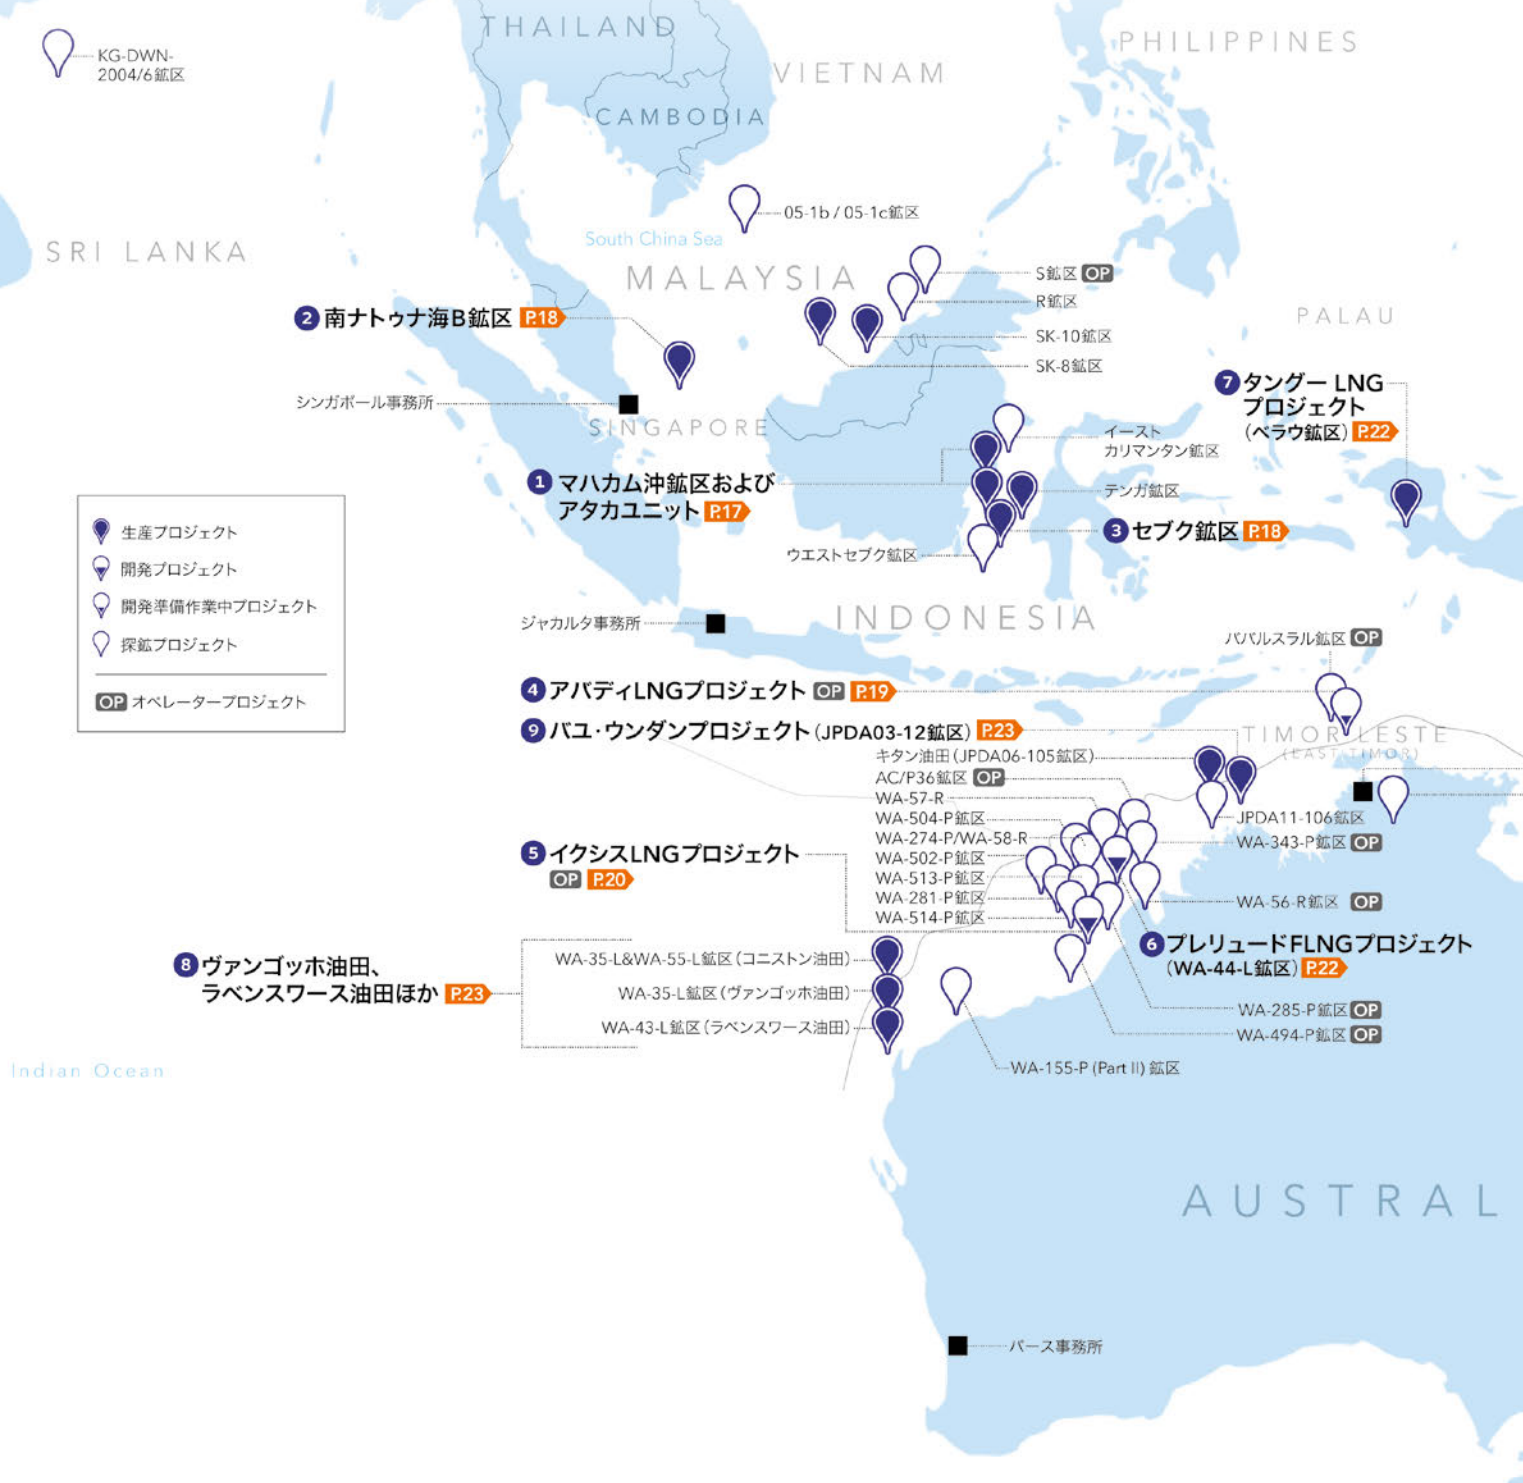 THAILAND
PHILIPPINES
KG-DWN-
2004/6鉱区
VIETNAM
CAMBODIA
05-1b / 05-1c鉱区
South China Sea
SRI LANKA
MALAYSIA
S鉱区 OP
R鉱区
2 南ナトゥナ海B鉱区 P.18
PALAU
SK-10鉱区
SK-8鉱区
7 タングー LNG
プロジェクト
(ベラウ鉱区) P.22
シンガポール事務所
SINGAPORE
イースト
カリマンタン鉱区
1 マハカム沖鉱区および
アタカユニット P.17
テンガ鉱区
3 セブク鉱区 P.18
ウエストセブク鉱区
生産プロジェクト
開発プロジェクト
開発準備作業中プロジェクト
探鉱プロジェクト
OP オペレータープロジェクト
ジャカルタ事務所
INDONESIA
ババルスラル鉱区 OP
4 アバディLNGプロジェクト OP P.19
9 バユ・ウンダンプロジェクト(JPDA03-12鉱区) P.23
TIMOR LESTE
(EAST TIMOR)
キタン油田(JPDA06-105鉱区)
AC/P36鉱区 OP
WA-57-R
WA-504-P鉱区
WA-274-P/WA-58-R
WA-502-P鉱区
WA-513-P鉱区
WA-281-P鉱区
WA-514-P鉱区
JPDA11-106鉱区
WA-343-P鉱区 OP
5 イクシスLNGプロジェクト
OP P.20
WA-56-R鉱区 OP
6 プレリュードFLNGプロジェクト
(WA-44-L鉱区) P.22
8 ヴァンゴッホ油田、
ラベンスワース油田ほか P.23
WA-35-L&WA-55-L鉱区(コニストン油田)
WA-35-L鉱区(ヴァンゴッホ油田)
WA-43-L鉱区(ラベンスワース油田)
WA-285-P鉱区 OP
WA-494-P鉱区 OP
WA-155-P (Part II) 鉱区
Indian Ocean
AUSTRAL
パース事務所